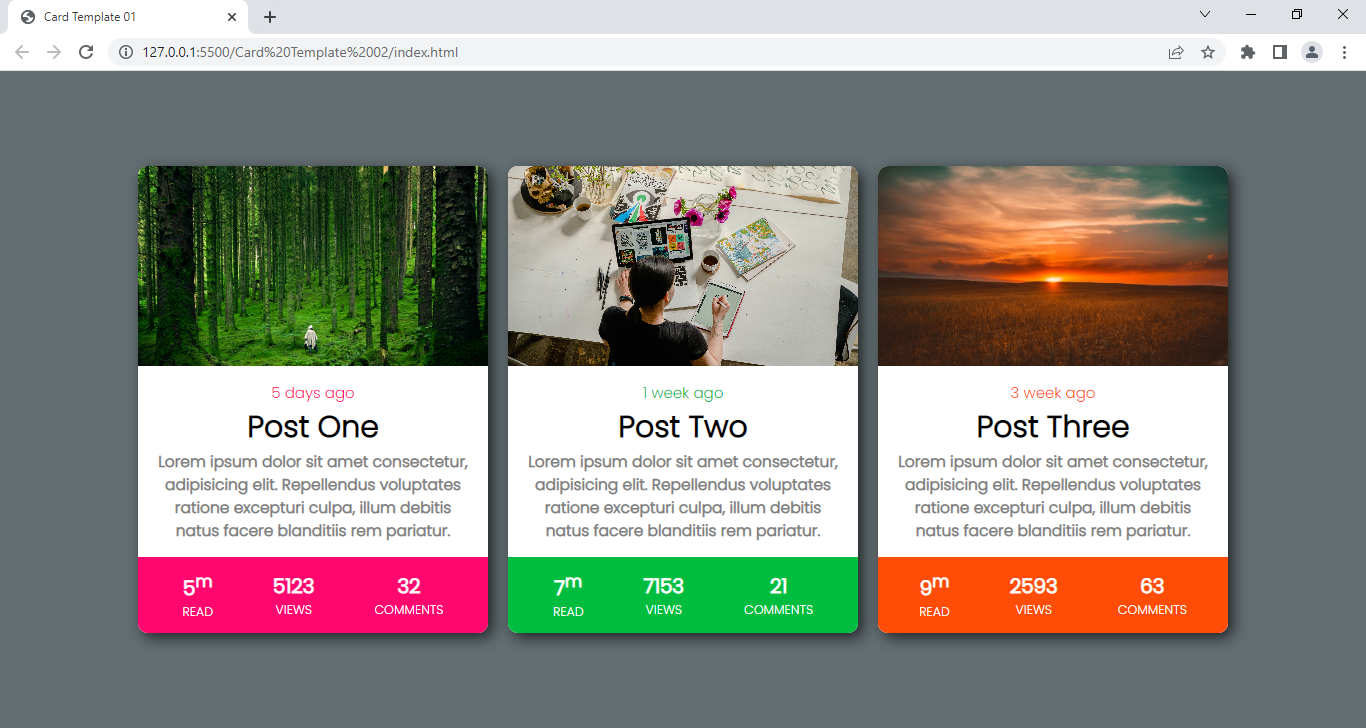 Card Template 01
127.0.0.1:5500/Card%20Template%2002/index.html
5 days ago
Post One
Lorem ipsum dolor sit amet consectetur,
adipisicing elit. Repellendus voluptates
ratione excepturi culpa, illum debitis
natus facere blanditiis rem pariatur.
5m 5123 32
READ VIEWS COMMENTS
1 week ago
Post Two
Lorem ipsum dolor sit amet consectetur,
adipisicing elit. Repellendus voluptates
ratione excepturi culpa, illum debitis
natus facere blanditiis rem pariatur.
7m 7153 21
READ VIEWS COMMENTS
3 week ago
Post Three
Lorem ipsum dolor sit amet consectetur,
adipisicing elit. Repellendus voluptates
ratione excepturi culpa, illum debitis
natus facere blanditiis rem pariatur.
9m 2593 63
READ VIEWS COMMENTS